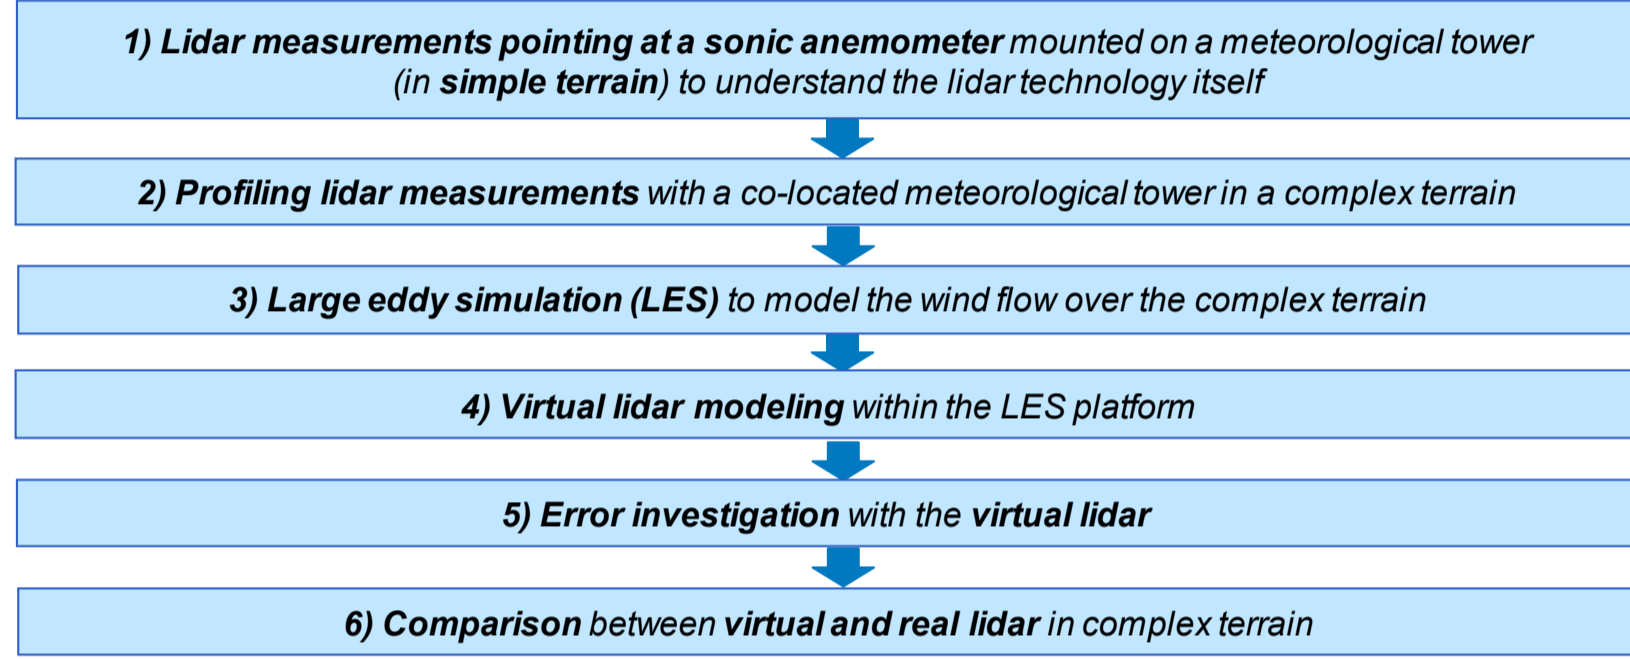 1) Lidar measurements pointing at a sonic anemometer mounted on a meteorological tower
(in simple terrain) to understand the lidar technology itself
2) Profiling lidar measurements with a co-located meteorological tower in a complex terrain
3) Large eddy simulation (LES) to model the wind flow over the complex terrain
4) Virtual lidar modeling within the LES platform
5) Error investigation with the virtual lidar
6) Comparison between virtual and real lidar in complex terrain